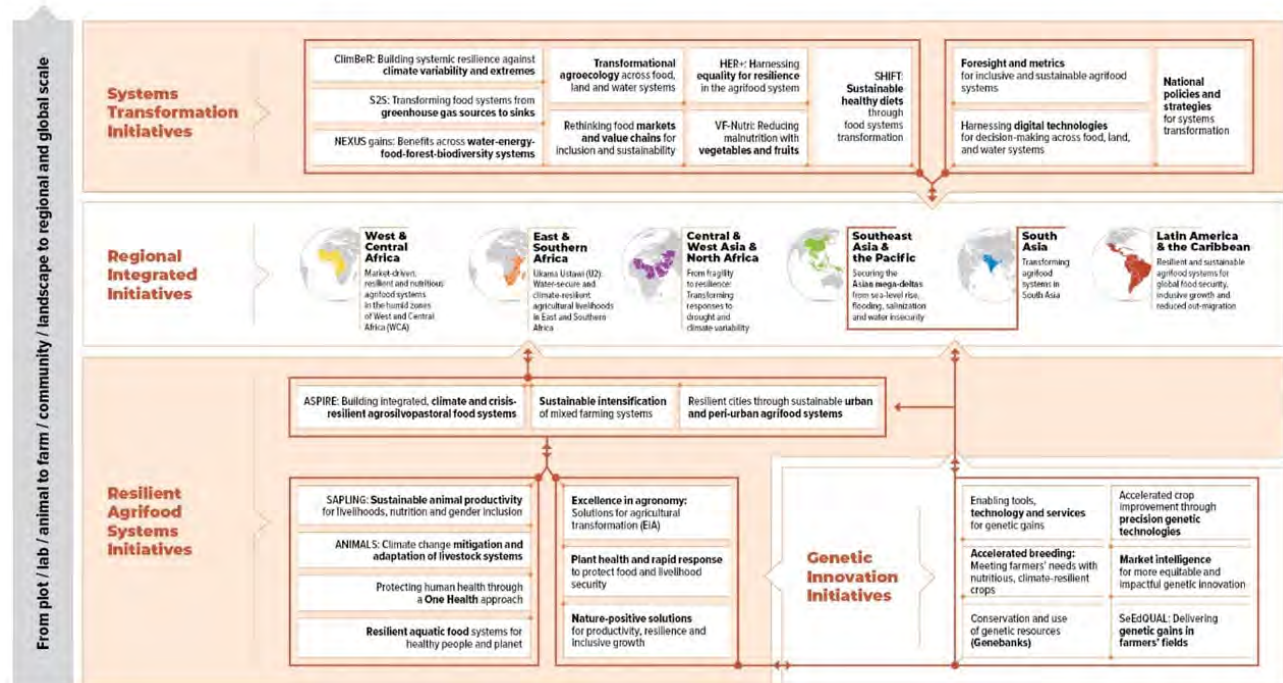 From plot / lab / animal to farm / community / landscape to regional and global scale
Systems
Transformation
Initiatives
ClimBeR: Building systemic resilience against
climate variability and extremes
S2S: Transforming food systems from
greenhouse gas sources to sinks
NEXUS gains: Benefits across water-energy-
food-forest-biodiversity systems
Transformational
agroecology across food,
land and water systems
Rethinking food markets
and value chains for
inclusion and sustainability
HER+: Harnessing
equality for resilience
in the agrifood system
VF-Nutri: Reducing
malnutrition with
vegetables and fruits
SHiFT:
Sustainable
healthy diets
through
food systems
transformation
Foresight and metrics
for inclusive and sustainable agrifood
systems
Harnessing digital technologies
for decision-making across food, land,
and water systems
National
policies and
strategies
for systems
transformation
Regional
Integrated
Initiatives
West &
Central
Africa
Market-driven,
resilient and nutritious
agrifood systems
in the humid zones
of West and Central
Africa (WCA)
East &
Southern
Africa
Ukama Ustawi (U2):
Water-secure and
climate-resilient
agricultural livelihoods
in East and Southern
Africa
Central &
West Asia &
North Africa
From fragility
to resilience:
Transforming
responses to
drought and
climate variability
Southeast
Asia &
the Pacific
Securing the
Asian mega-deltas
from sea-level rise,
flooding, salinization
and water insecurity
South
Asia
Transforming
agrifood
systems in
South Asia
Latin America
& the Caribbean
Resilient and sustainable
agrifood systems for
global food security,
inclusive growth and
reduced out-migration
Resilient
Agrifood
Systems
Initiatives
ASPIRE: Building integrated, climate and crisis-
resilient agrosilvopastoral food systems
Sustainable intensification
of mixed farming systems
Resilient cities through sustainable urban
and peri-urban agrifood systems
SAPLING: Sustainable animal productivity
for livelihoods, nutrition and gender inclusion
ANIMALS: Climate change mitigation and
adaptation of livestock systems
Protecting human health through
a One Health approach
Resilient aquatic food systems for
healthy people and planet
Excellence in agronomy:
Solutions for agricultural
transformation (EiA)
Plant health and rapid response
to protect food and livelihood
security
Nature-positive solutions
for productivity, resilience and
inclusive growth
Genetic
Innovation
Initiatives
Enabling tools,
technology and services
for genetic gains
Accelerated breeding:
Meeting farmers' needs with
nutritious, climate-resilient
crops
Conservation and use
of genetic resources
(Genebanks)
Accelerated crop
improvement through
precision genetic
technologies
Market intelligence
for more equitable and
impactful genetic innovation
SeEdQUAL: Delivering
genetic gains in
farmers' fields